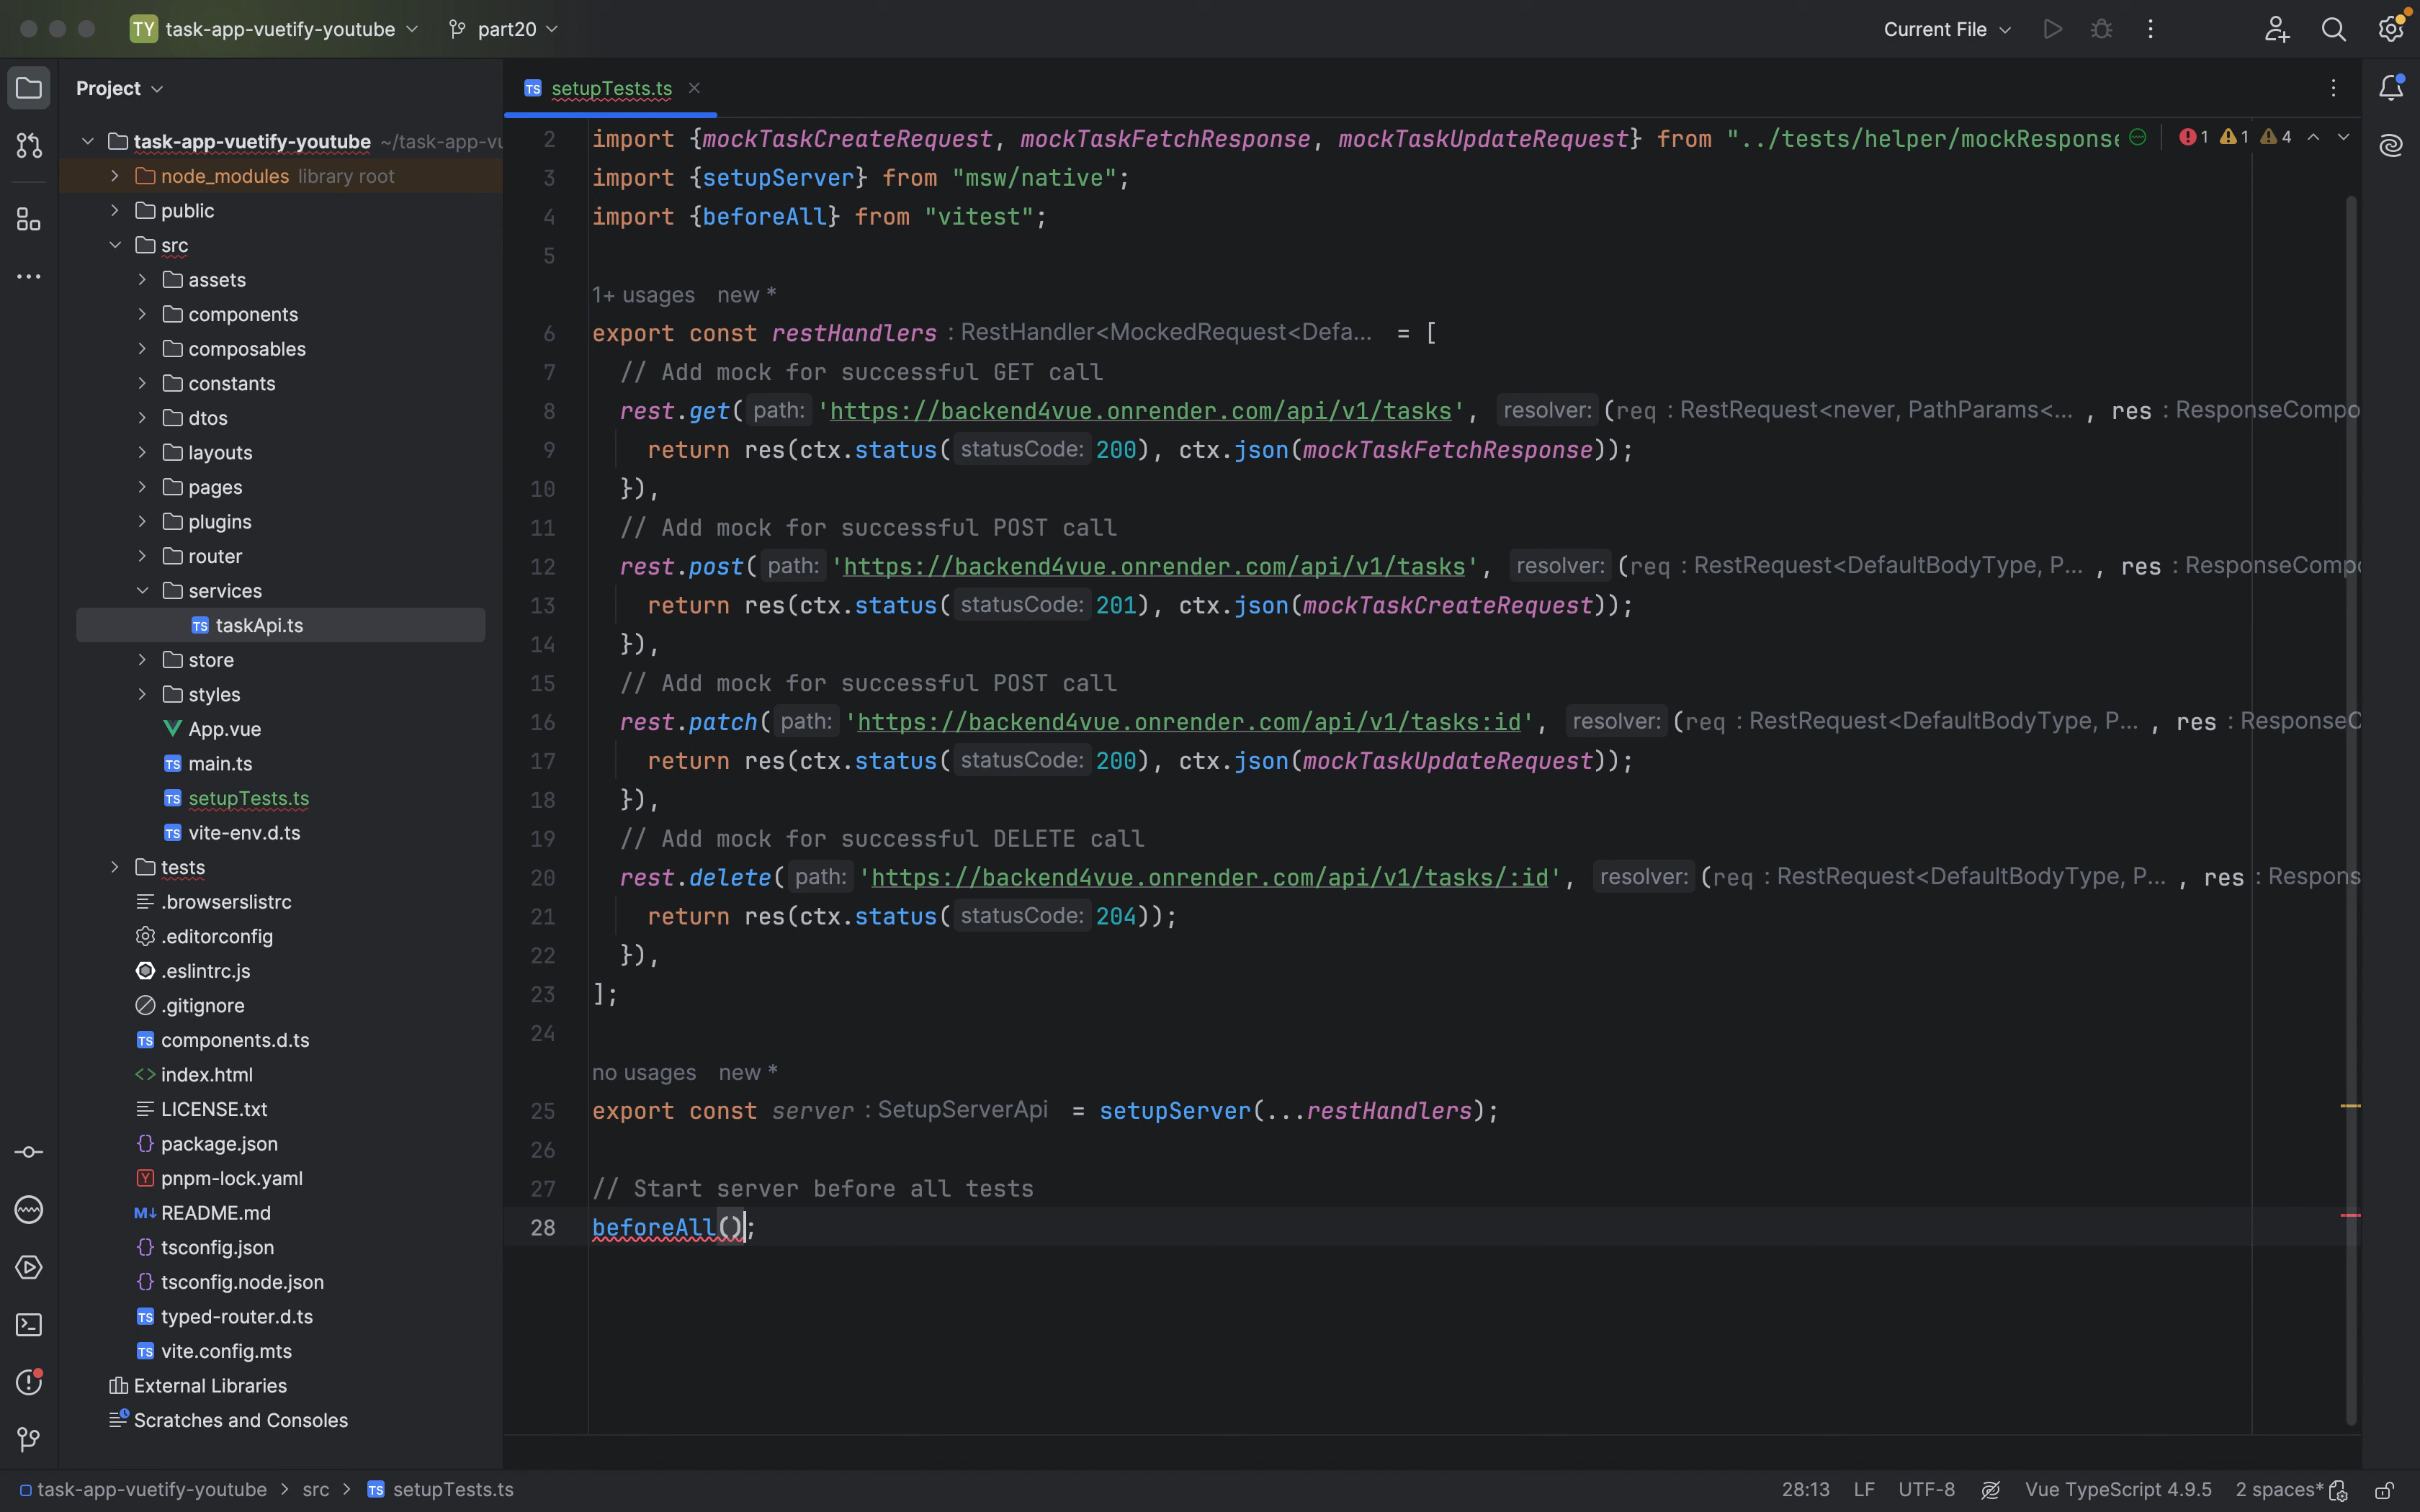 TY task-app-vuetify-youtube part20 Current File
Project
setupTests.ts
task-app-vuetify-youtube ~/task-app-vu
node_modules library root
public
src
assets
components
composables
constants
dtos
layouts
pages
plugins
router
services
taskApi.ts
store
styles
App.vue
main.ts
setupTests.ts
vite-env.d.ts
tests
.browserslistrc
.editorconfig
.eslintrc.js
.gitignore
components.d.ts
index.html
LICENSE.txt
package.json
pnpm-lock.yaml
README.md
tsconfig.json
tsconfig.node.json
typed-router.d.ts
vite.config.mts
External Libraries
Scratches and Consoles
2 import {mockTaskCreateRequest, mockTaskFetchResponse, mockTaskUpdateRequest} from "../tests/helper/mockResponse 1 1 4
3 import {setupServer} from "msw/native";
4 import {beforeAll} from "vitest";
5
1+ usages new *
6 export const restHandlers : RestHandler<MockedRequest<Defa... = [
7 // Add mock for successful GET call
8 rest.get( path: 'https://backend4vue.onrender.com/api/v1/tasks', resolver: (req : RestRequest<never, PathParams<... , res : ResponseCompo
9 return res(ctx.status( statusCode: 200), ctx.json(mockTaskFetchResponse));
10 }),
11 // Add mock for successful POST call
12 rest.post( path: 'https://backend4vue.onrender.com/api/v1/tasks', resolver: (req : RestRequest<DefaultBodyType, P... , res : ResponseComp
13 return res(ctx.status( statusCode: 201), ctx.json(mockTaskCreateRequest));
14 }),
15 // Add mock for successful POST call
16 rest.patch( path: 'https://backend4vue.onrender.com/api/v1/tasks:id', resolver: (req : RestRequest<DefaultBodyType, P... , res : ResponseC
17 return res(ctx.status( statusCode: 200), ctx.json(mockTaskUpdateRequest));
18 }),
19 // Add mock for successful DELETE call
20 rest.delete( path: 'https://backend4vue.onrender.com/api/v1/tasks/:id', resolver: (req : RestRequest<DefaultBodyType, P... , res : Respons
21 return res(ctx.status( statusCode: 204));
22 }),
23 ];
24
no usages new *
25 export const server : SetupServerApi = setupServer(...restHandlers);
26
27 // Start server before all tests
28 beforeAll();
task-app-vuetify-youtube > src > TS setupTests.ts 28:13 LF UTF-8 Vue TypeScript 4.9.5 2 spaces*